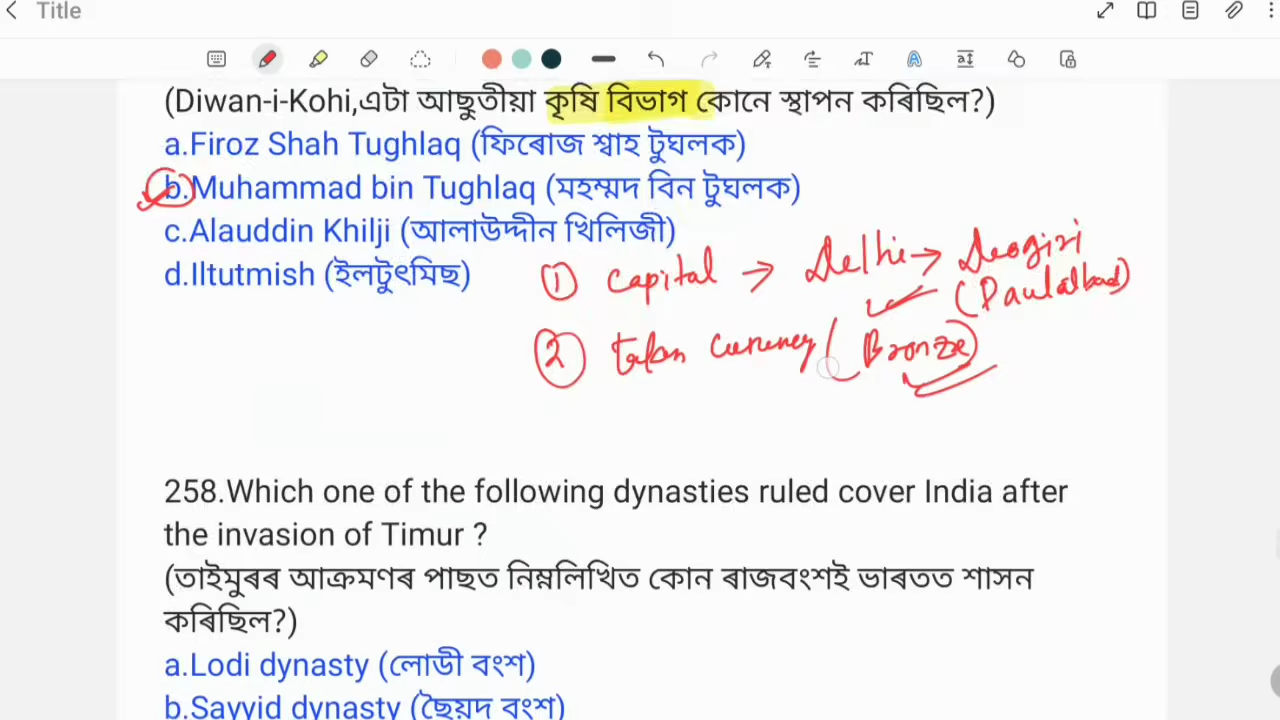 Title
(Diwan-i-Kohi,এটা আছুতীয়া কৃষি বিভাগ কোনে স্থাপন কৰিছিল?)
a.Firoz Shah Tughlaq (ফিৰোজ শ্বাহ টুঘলক)
b.Muhammad bin Tughlaq (মহম্মদ বিন টুঘলক)
c.Alauddin Khilji (আলাউদ্দীন খিলিজী)
d.Iltutmish (ইলটুৎমিছ)
① Capital → Delhi → Deogiri
(Daulatbad)
② token currency (Bronze)
258.Which one of the following dynasties ruled cover India after
the invasion of Timur ?
(তাইমুৰৰ আক্রমণৰ পাছত নিম্নলিখিত কোন ৰাজবংশই ভাৰতত শাসন
কৰিছিল?)
a.Lodi dynasty (লোডী বংশ)
b.Sayyid dynasty (ছৈয়দ বংশ)